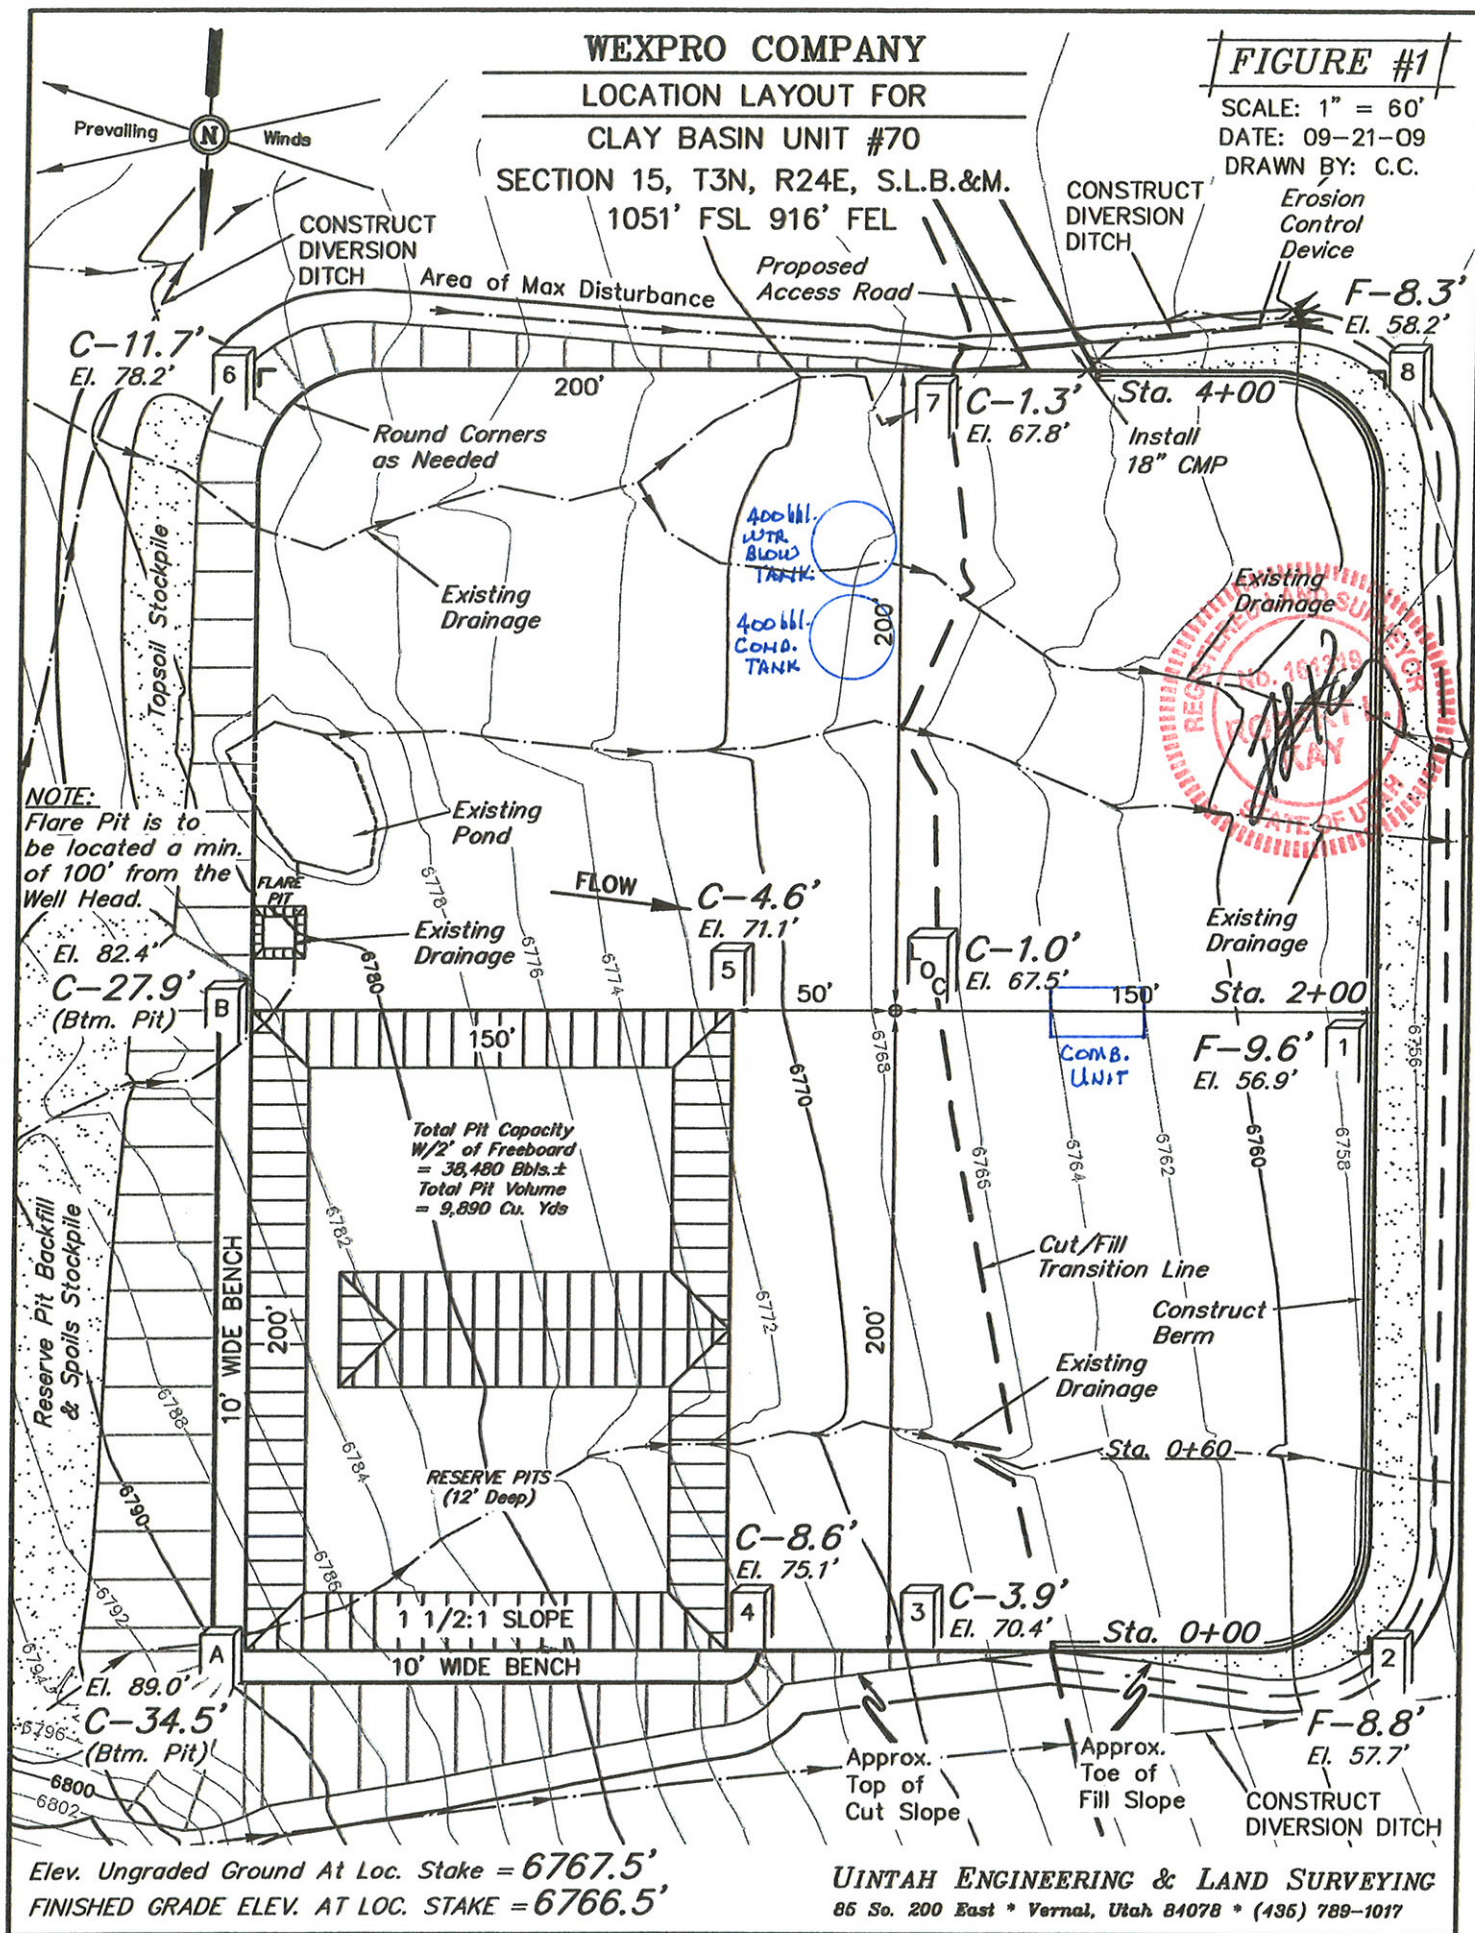 WEXPRO COMPANY
LOCATION LAYOUT FOR
CLAY BASIN UNIT #70
SECTION 15, T3N, R24E, S.L.B.&M.
1051' FSL 916' FEL
FIGURE #1
SCALE: 1" = 60'
DATE: 09-21-09
DRAWN BY: C.C.
Prevailing
N
Winds
CONSTRUCT
DIVERSION
DITCH
Area of Max Disturbance
Proposed
Access Road
CONSTRUCT
DIVERSION
DITCH
Erosion
Control
Device
F-8.3'
El. 58.2'
8
C-11.7'
El. 78.2'
6
200'
7
C-1.3'
El. 67.8'
Sta. 4+00
Install
18" CMP
Round Corners
as Needed
400 bbl.
WTR
BLOW
TANK
400 bbl.
COND.
TANK
200'
Existing
Drainage
Topsoil Stockpile
Existing
Drainage
REGISTERED LAND SURVEYOR
No. 161319
ROBERT L.
KAY
STATE OF UTAH
NOTE:
Flare Pit is to
be located a min.
of 100' from the
Well Head.
Existing
Pond
FLARE
PIT
FLOW
Existing
Drainage
Existing
Drainage
6778
6776
6774
6780
C-4.6'
El. 71.1'
5
LOC
C-1.0'
El. 67.5'
El. 82.4'
C-27.9'
(Btm. Pit)
B
50'
150'
Sta. 2+00
150'
COMB.
UNIT
F-9.6'
El. 56.9'
1
6756
6768
6770
6766
6764
6762
6760
6758
Total Pit Capacity
W/2' of Freeboard
= 38,480 Bbls.±
Total Pit Volume
= 9,890 Cu. Yds
Reserve Pit Backfill
& Spoils Stockpile
10' WIDE BENCH
200'
6782
6772
200'
Cut/Fill
Transition Line
Construct
Berm
Existing
Drainage
Sta. 0+60
6788
6784
6790
6786
6792
6794
RESERVE PITS
(12' Deep)
C-8.6'
El. 75.1'
4
3
C-3.9'
El. 70.4'
Sta. 0+00
2
1 1/2:1 SLOPE
10' WIDE BENCH
A
El. 89.0'
C-34.5'
(Btm. Pit)
6796
6800
6802
F-8.8'
El. 57.7'
Approx.
Top of
Cut Slope
Approx.
Toe of
Fill Slope
CONSTRUCT
DIVERSION DITCH
Elev. Ungraded Ground At Loc. Stake = 6767.5'
FINISHED GRADE ELEV. AT LOC. STAKE = 6766.5'
UINTAH ENGINEERING & LAND SURVEYING
85 So. 200 East * Vernal, Utah 84078 * (435) 789-1017